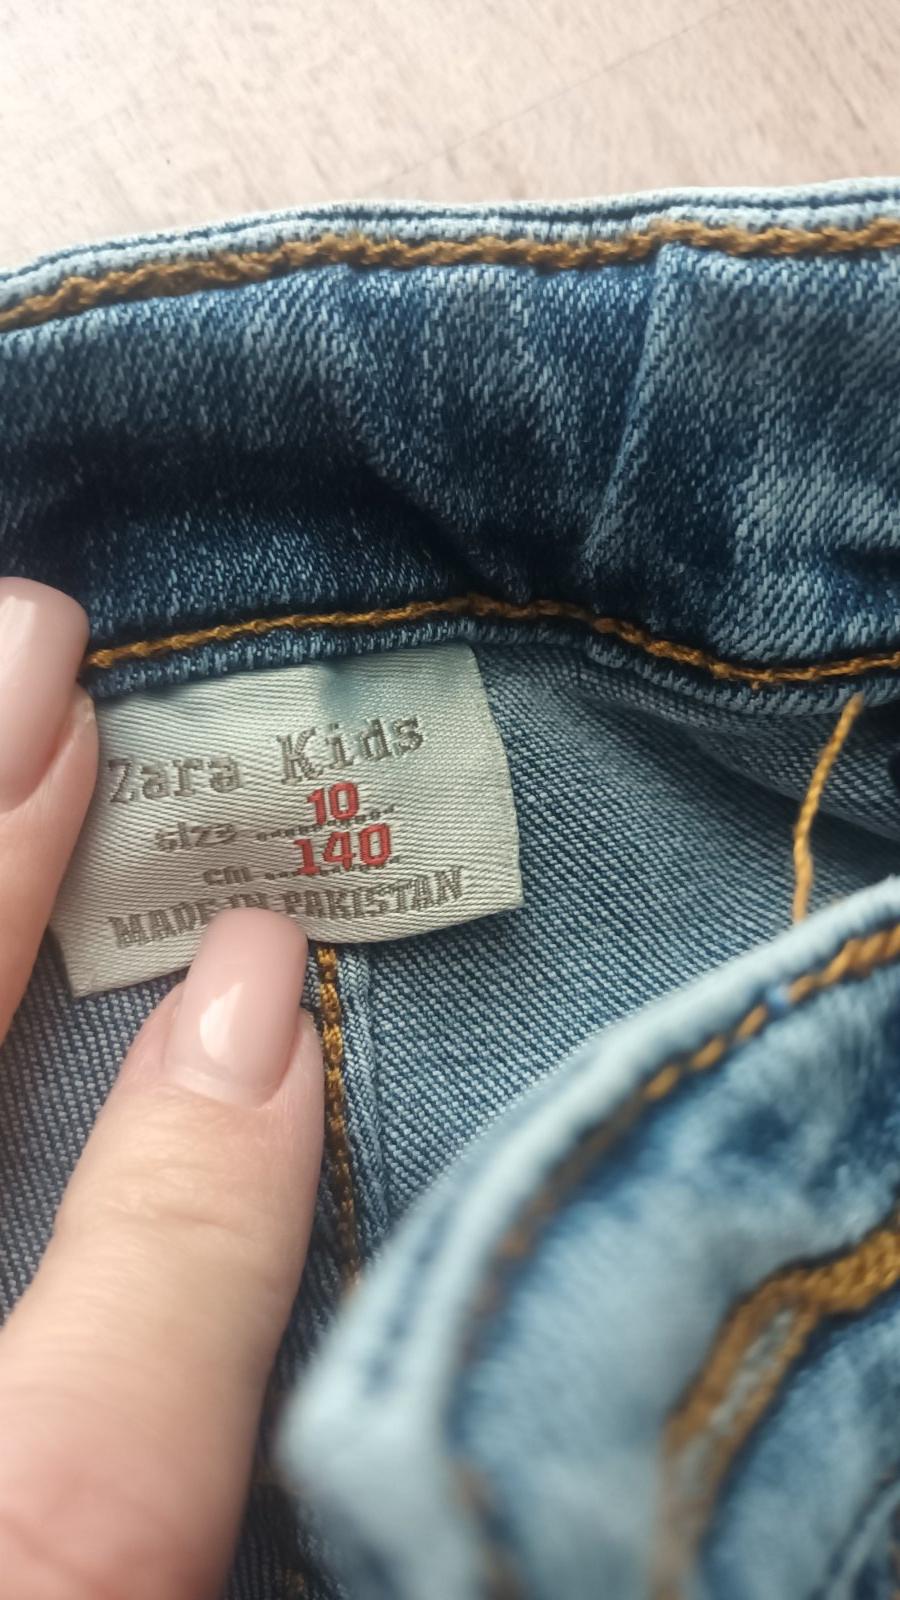 Zara Kids
size ........ 10
cm ........ 140
MADE IN PAKISTAN